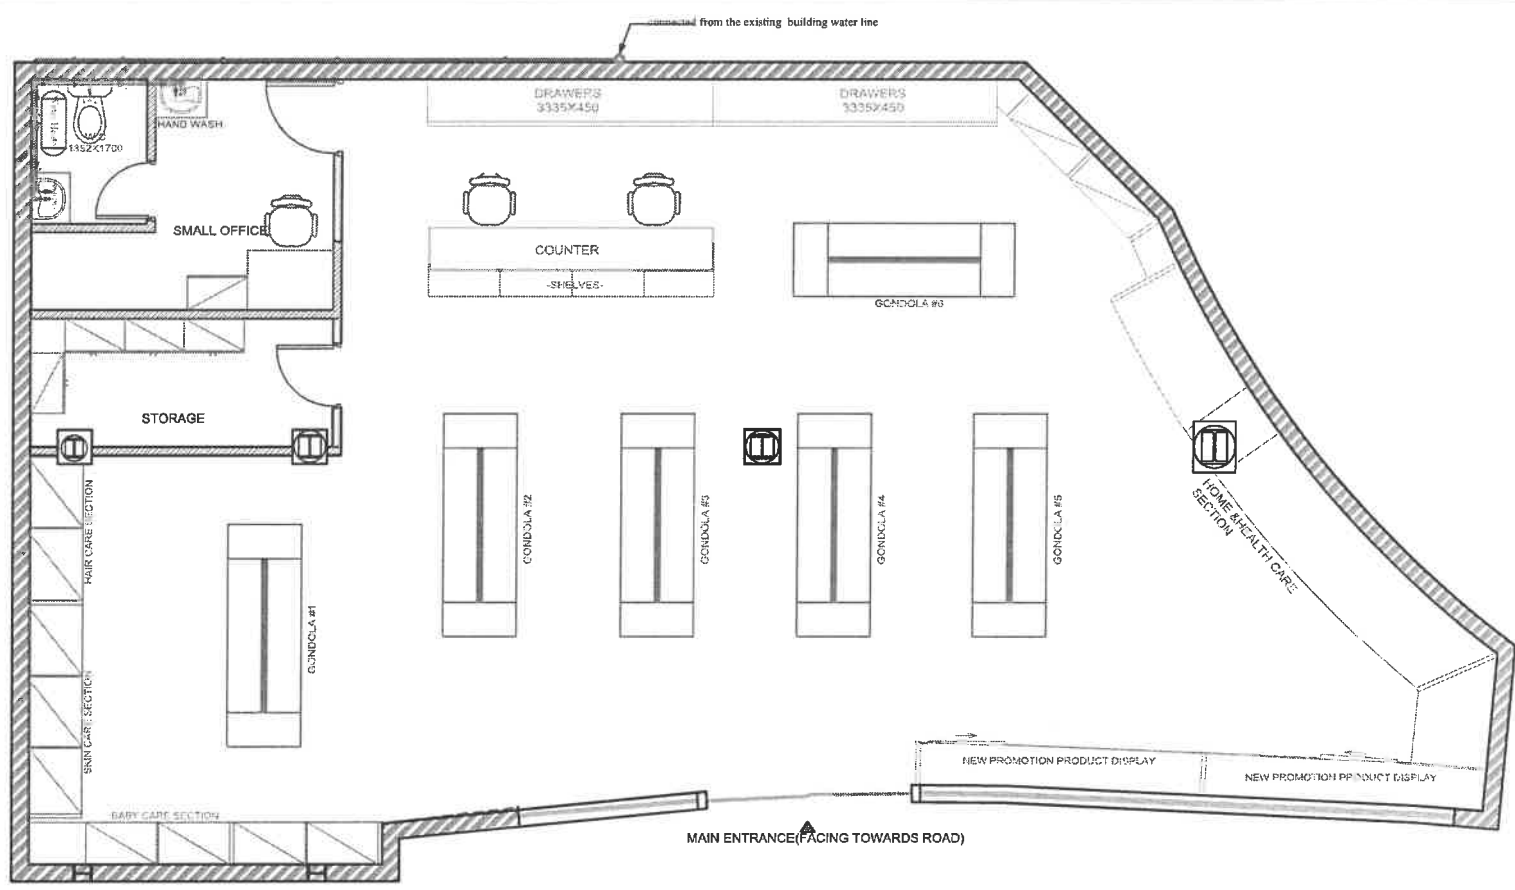 connected from the existing building water line
DRAWERS
3335X450
DRAWERS
3335X450
HAND WASH
1352X1700
SMALL OFFICE
COUNTER
-SHELVES-
GONDOLA #6
STORAGE
HAIR CARE SECTION
GONDOLA #2
GONDOLA #3
GONDOLA #4
GONDOLA #5
HOME &HEALTH CARE
SECTION
GONDOLA #1
SKIN CARE SECTION
NEW PROMOTION PRODUCT DISPLAY
NEW PROMOTION PRODUCT DISPLAY
BABY CARE SECTION
MAIN ENTRANCE(FACING TOWARDS ROAD)